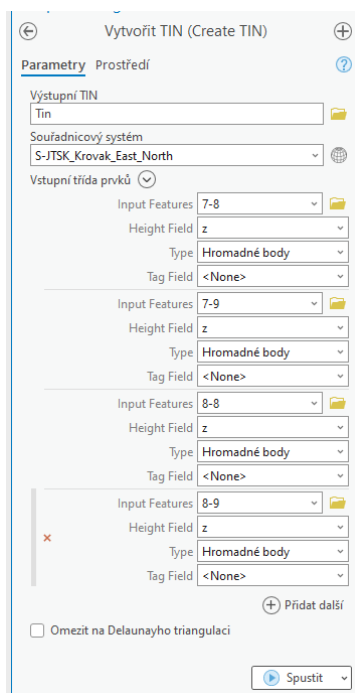 Vytvořit TIN (Create TIN)
Parametry Prostředí
Výstupní TIN
Tin
Souřadnicový systém
S-JTSK_Krovak_East_North
Vstupní třída prvků
Input Features 7-8
Height Field z
Type Hromadné body
Tag Field <None>
Input Features 7-9
Height Field z
Type Hromadné body
Tag Field <None>
Input Features 8-8
Height Field z
Type Hromadné body
Tag Field <None>
Input Features 8-9
Height Field z
Type Hromadné body
Tag Field <None>
Přidat další
Omezit na Delaunayho triangulaci
Spustit